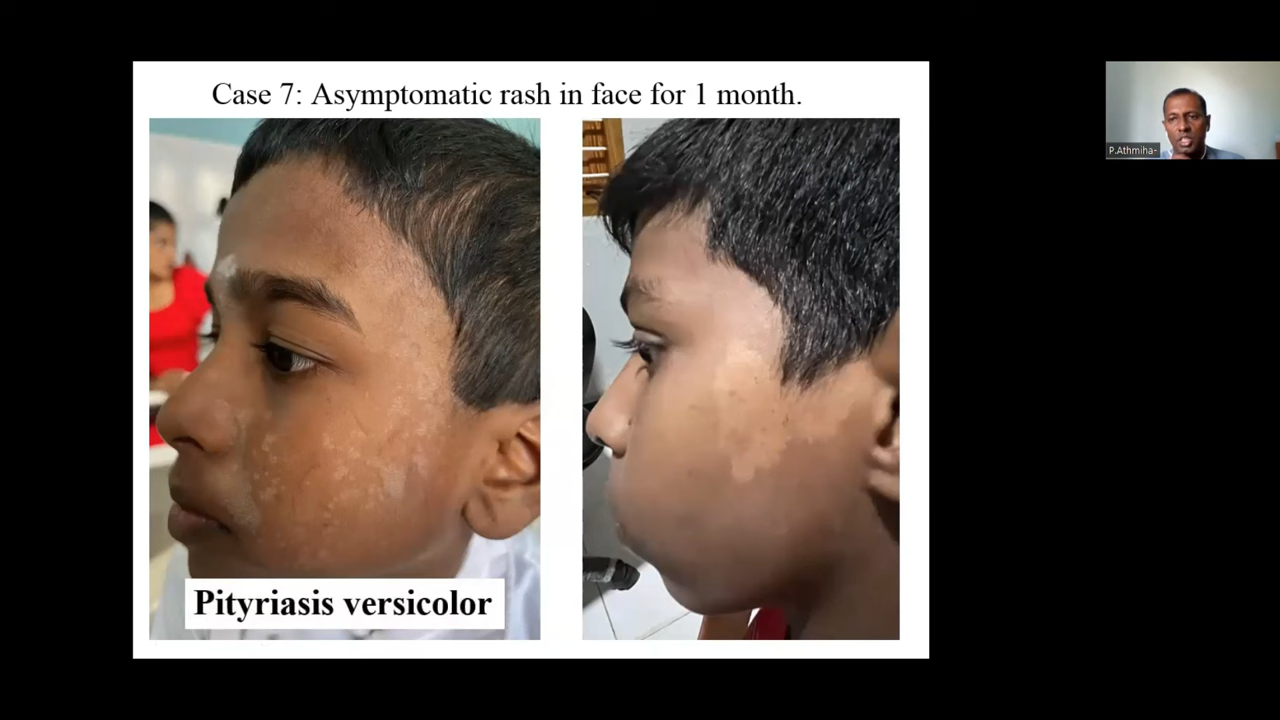 Case 7: Asymptomatic rash in face for 1 month.
P.Athmiha-
Pityriasis versicolor